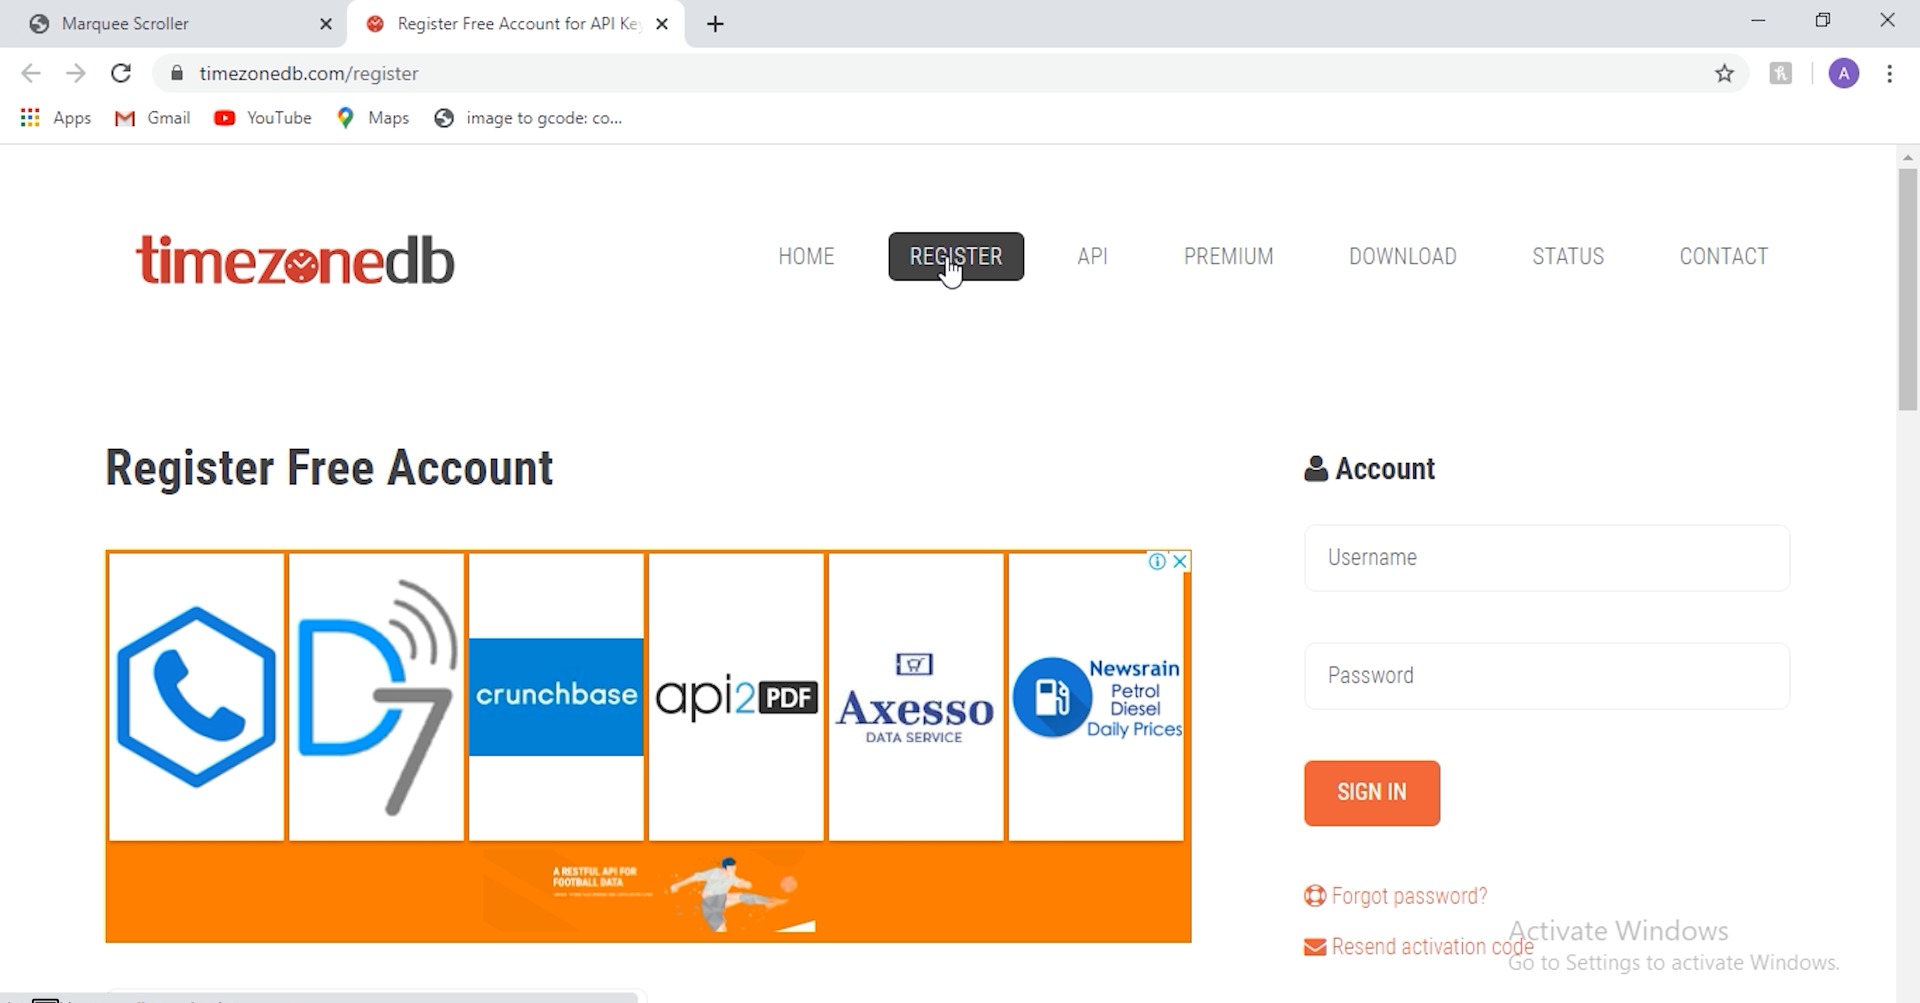 Marquee Scroller
Register Free Account for API Ke
timezonedb.com/register
A
Apps
Gmail
YouTube
Maps
image to gcode: co...
timezonedb
HOME
REGISTER
API
PREMIUM
DOWNLOAD
STATUS
CONTACT
Register Free Account
Account
Username
Password
SIGN IN
Forgot password?
Resend activation code
D7
crunchbase
api2PDF
Axesso
DATA SERVICE
Newsrain
Petrol
Diesel
Daily Prices
A RESTFUL API FOR
FOOTBALL DATA
Activate Windows
Go to Settings to activate Windows.